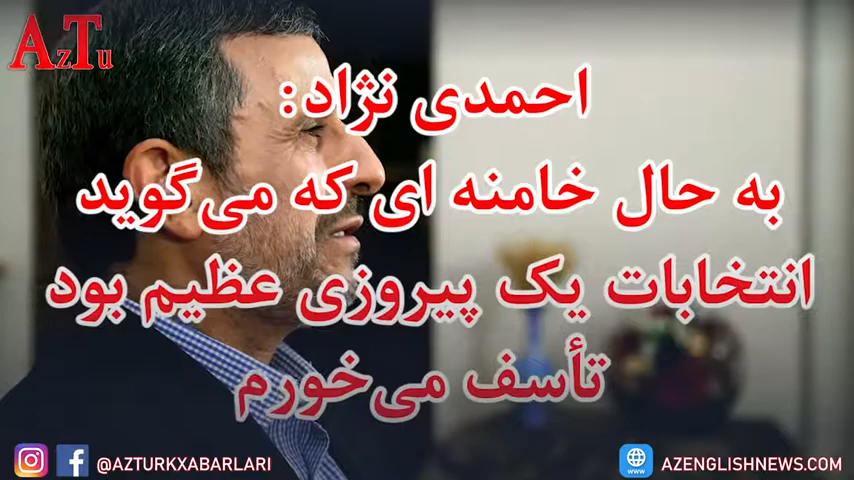 AzTu
احمدی نژاد:
به حال خامنه ای که می‌گوید
انتخابات یک پیروزی عظیم بود
تأسف می‌خورم
@AZTURKXABARLARI
www
AZENGLISHNEWS.COM